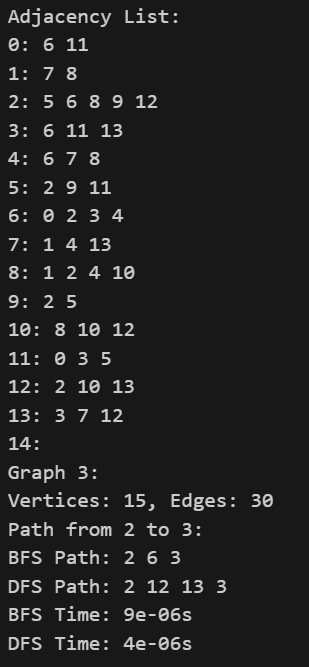 Adjacency List:
0: 6 11
1: 7 8
2: 5 6 8 9 12
3: 6 11 13
4: 6 7 8
5: 2 9 11
6: 0 2 3 4
7: 1 4 13
8: 1 2 4 10
9: 2 5
10: 8 10 12
11: 0 3 5
12: 2 10 13
13: 3 7 12
14:
Graph 3:
Vertices: 15, Edges: 30
Path from 2 to 3:
BFS Path: 2 6 3
DFS Path: 2 12 13 3
BFS Time: 9e-06s
DFS Time: 4e-06s